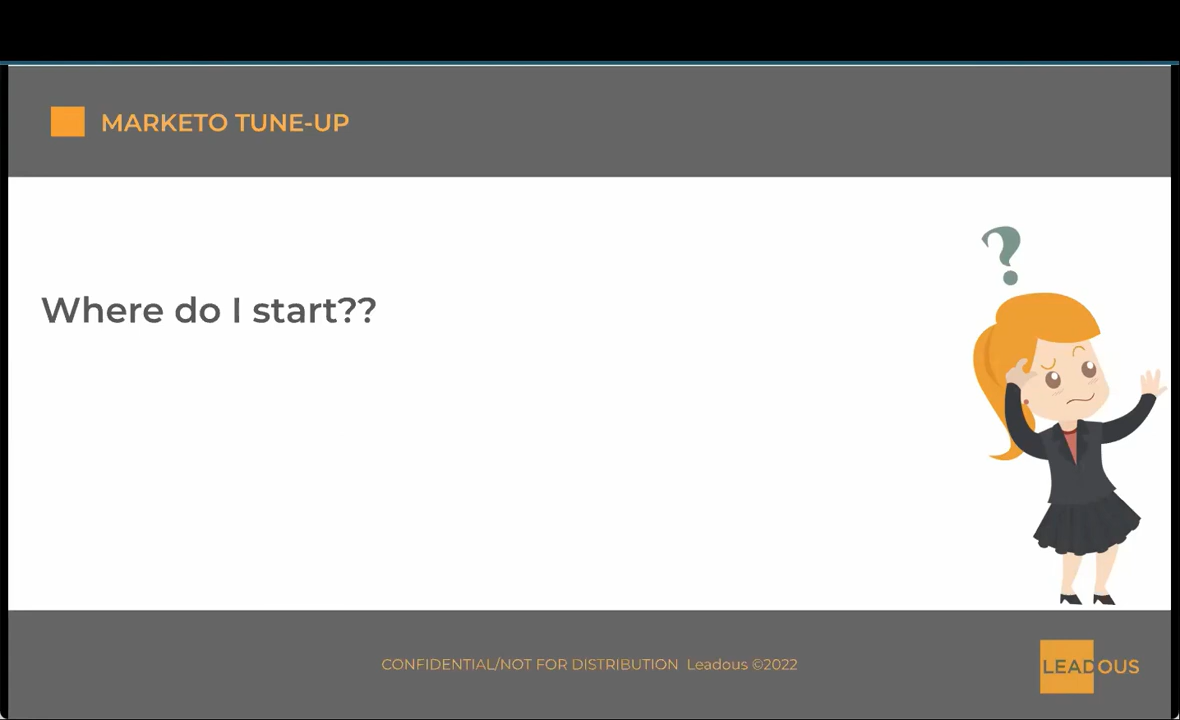 MARKETO TUNE-UP
?
Where do I start??
CONFIDENTIAL/NOT FOR DISTRIBUTION Leadous ©2022
LEADOUS